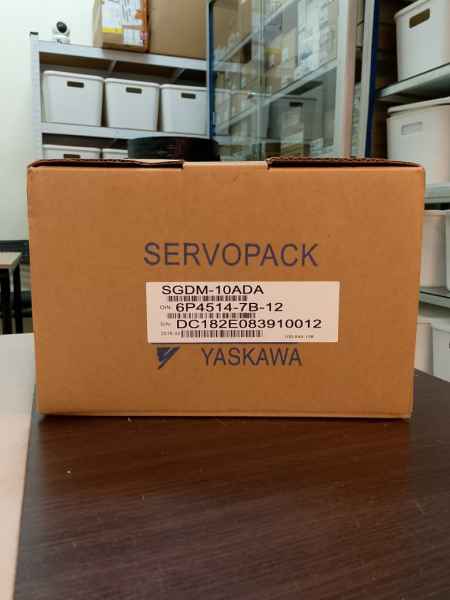 SERVOPACK
SGDM-10ADA
O/N 6P4514-7B-12
S/N DC182E083910012
YASKAWA